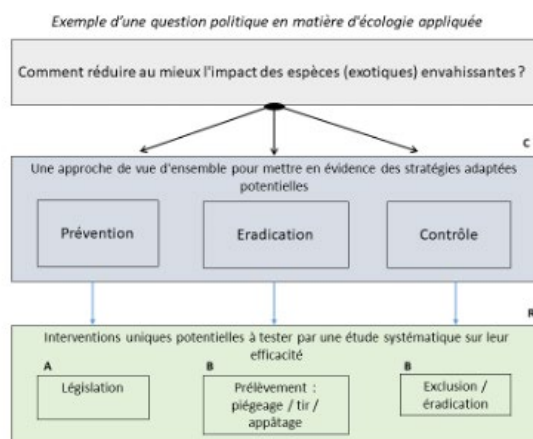 Exemple d'une question politique en matière d'écologie appliquée
Comment réduire au mieux l'impact des espèces (exotiques) envahissantes ?
C
Une approche de vue d'ensemble pour mettre en évidence des stratégies adaptées
potentielles
Prévention
Eradication
Contrôle
R
Interventions uniques potentielles à tester par une étude systématique sur leur
efficacité
A
B
B
Législation
Prélèvement :
piégeage / tir /
appâtage
Exclusion /
éradication